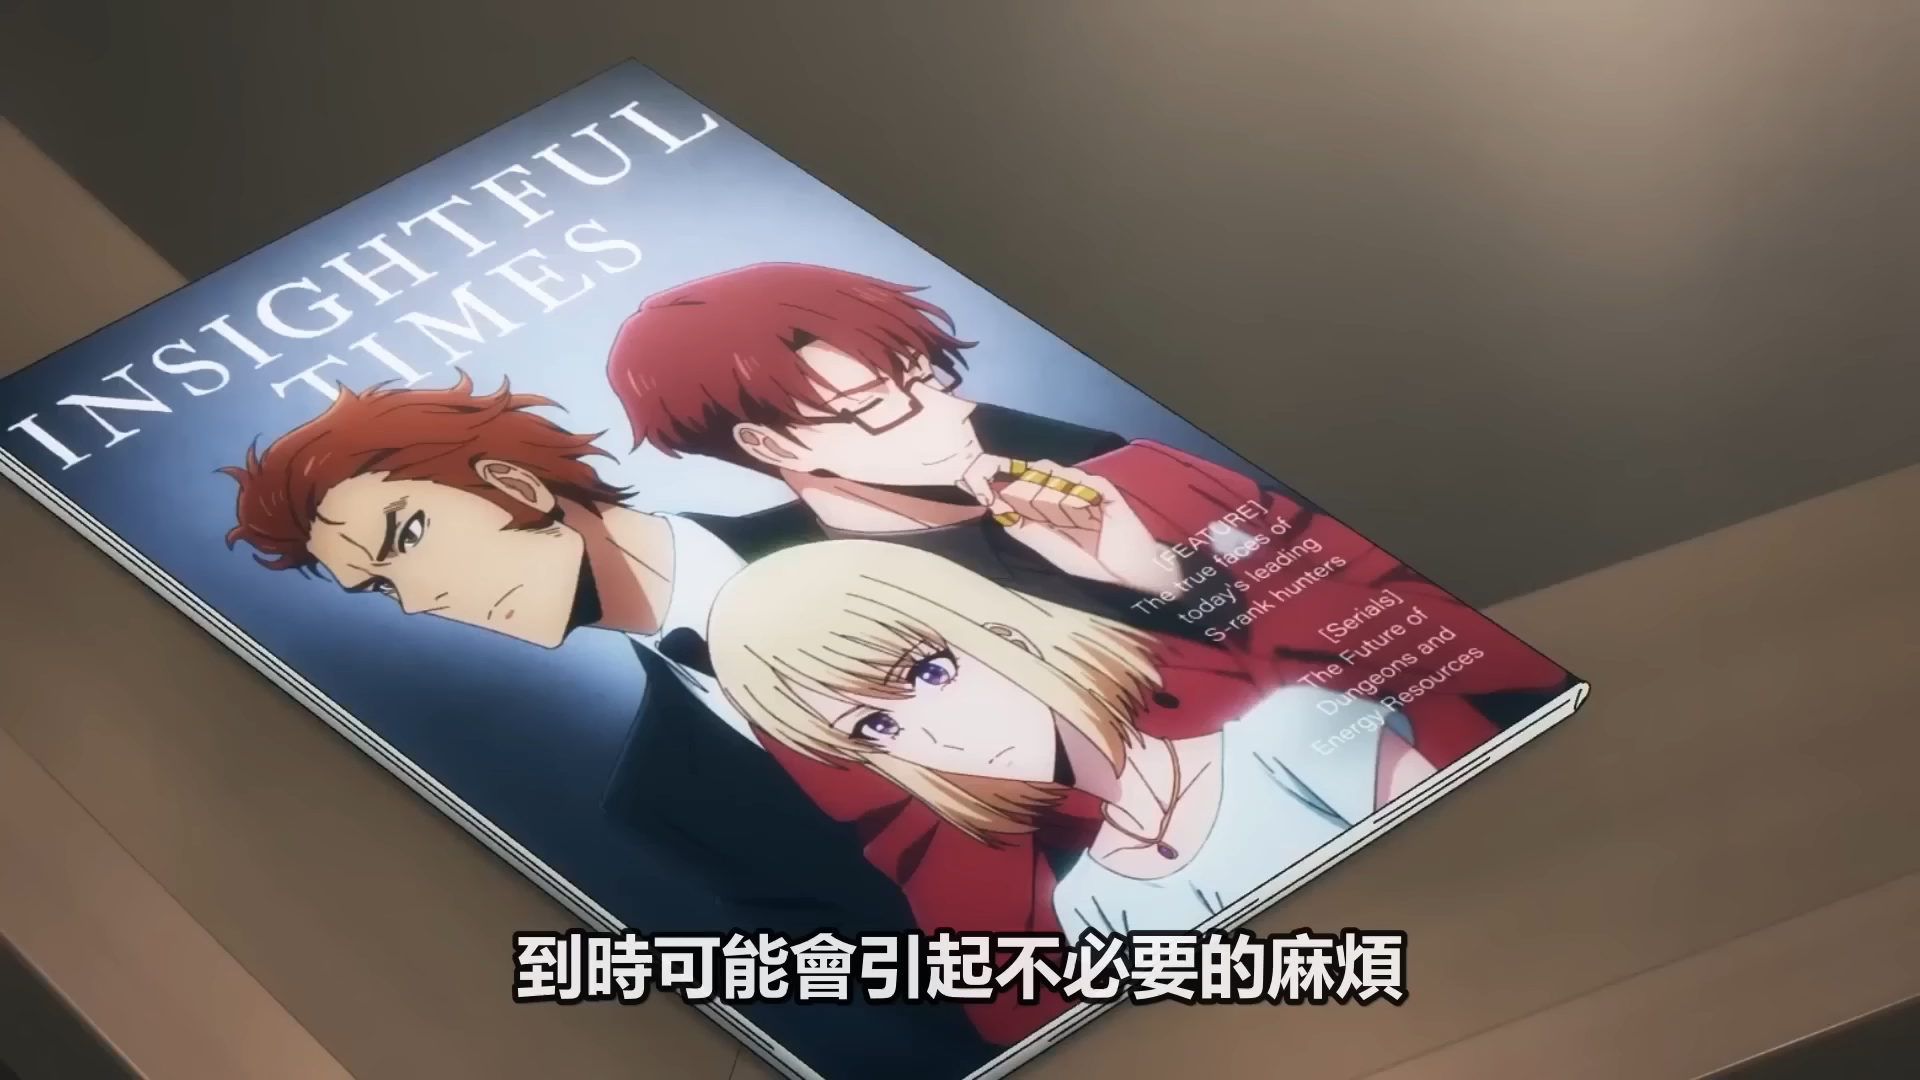 INSIGHTFUL
TIMES
[FEATURE]
The true faces of
today's leading
S-rank hunters
[Serials]
The Future of
Dungeons and
Energy Resources
到時可能會引起不必要的麻煩